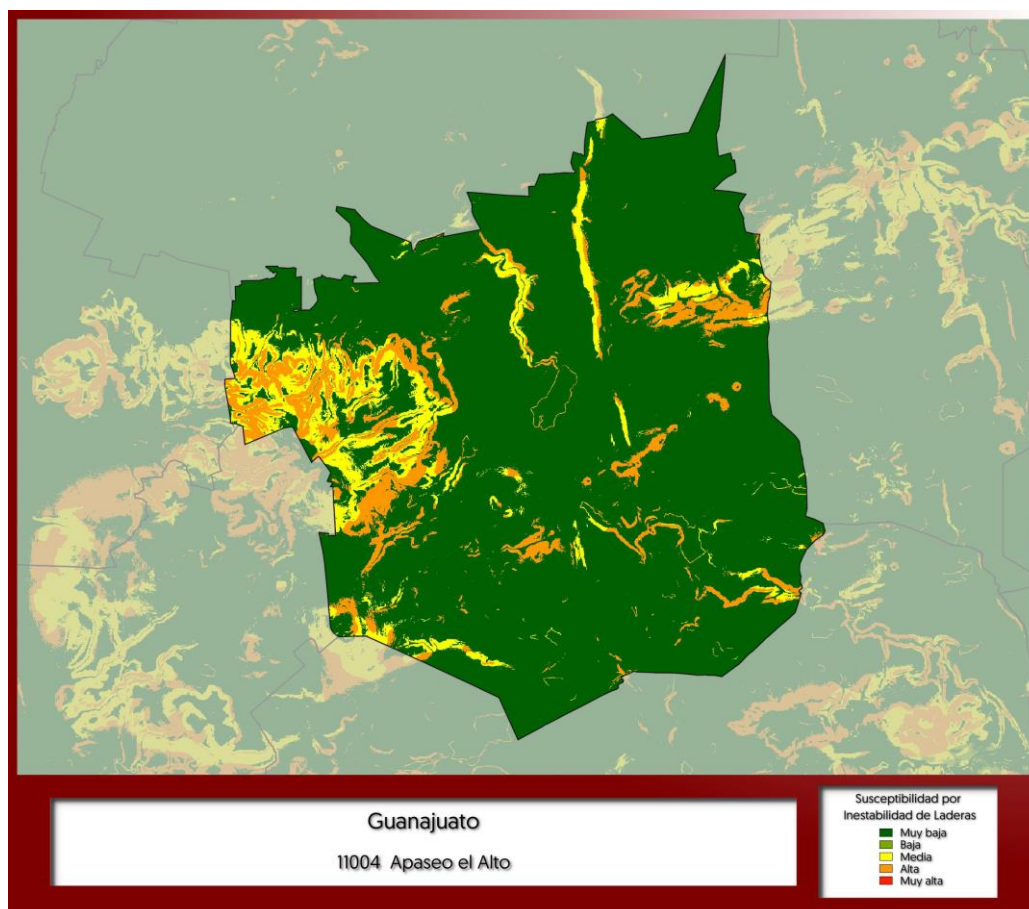 Guanajuato
11004 Apaseo el Alto
Susceptibilidad por
Inestabilidad de Laderas
Muy baja
Baja
Media
Alta
Muy alta